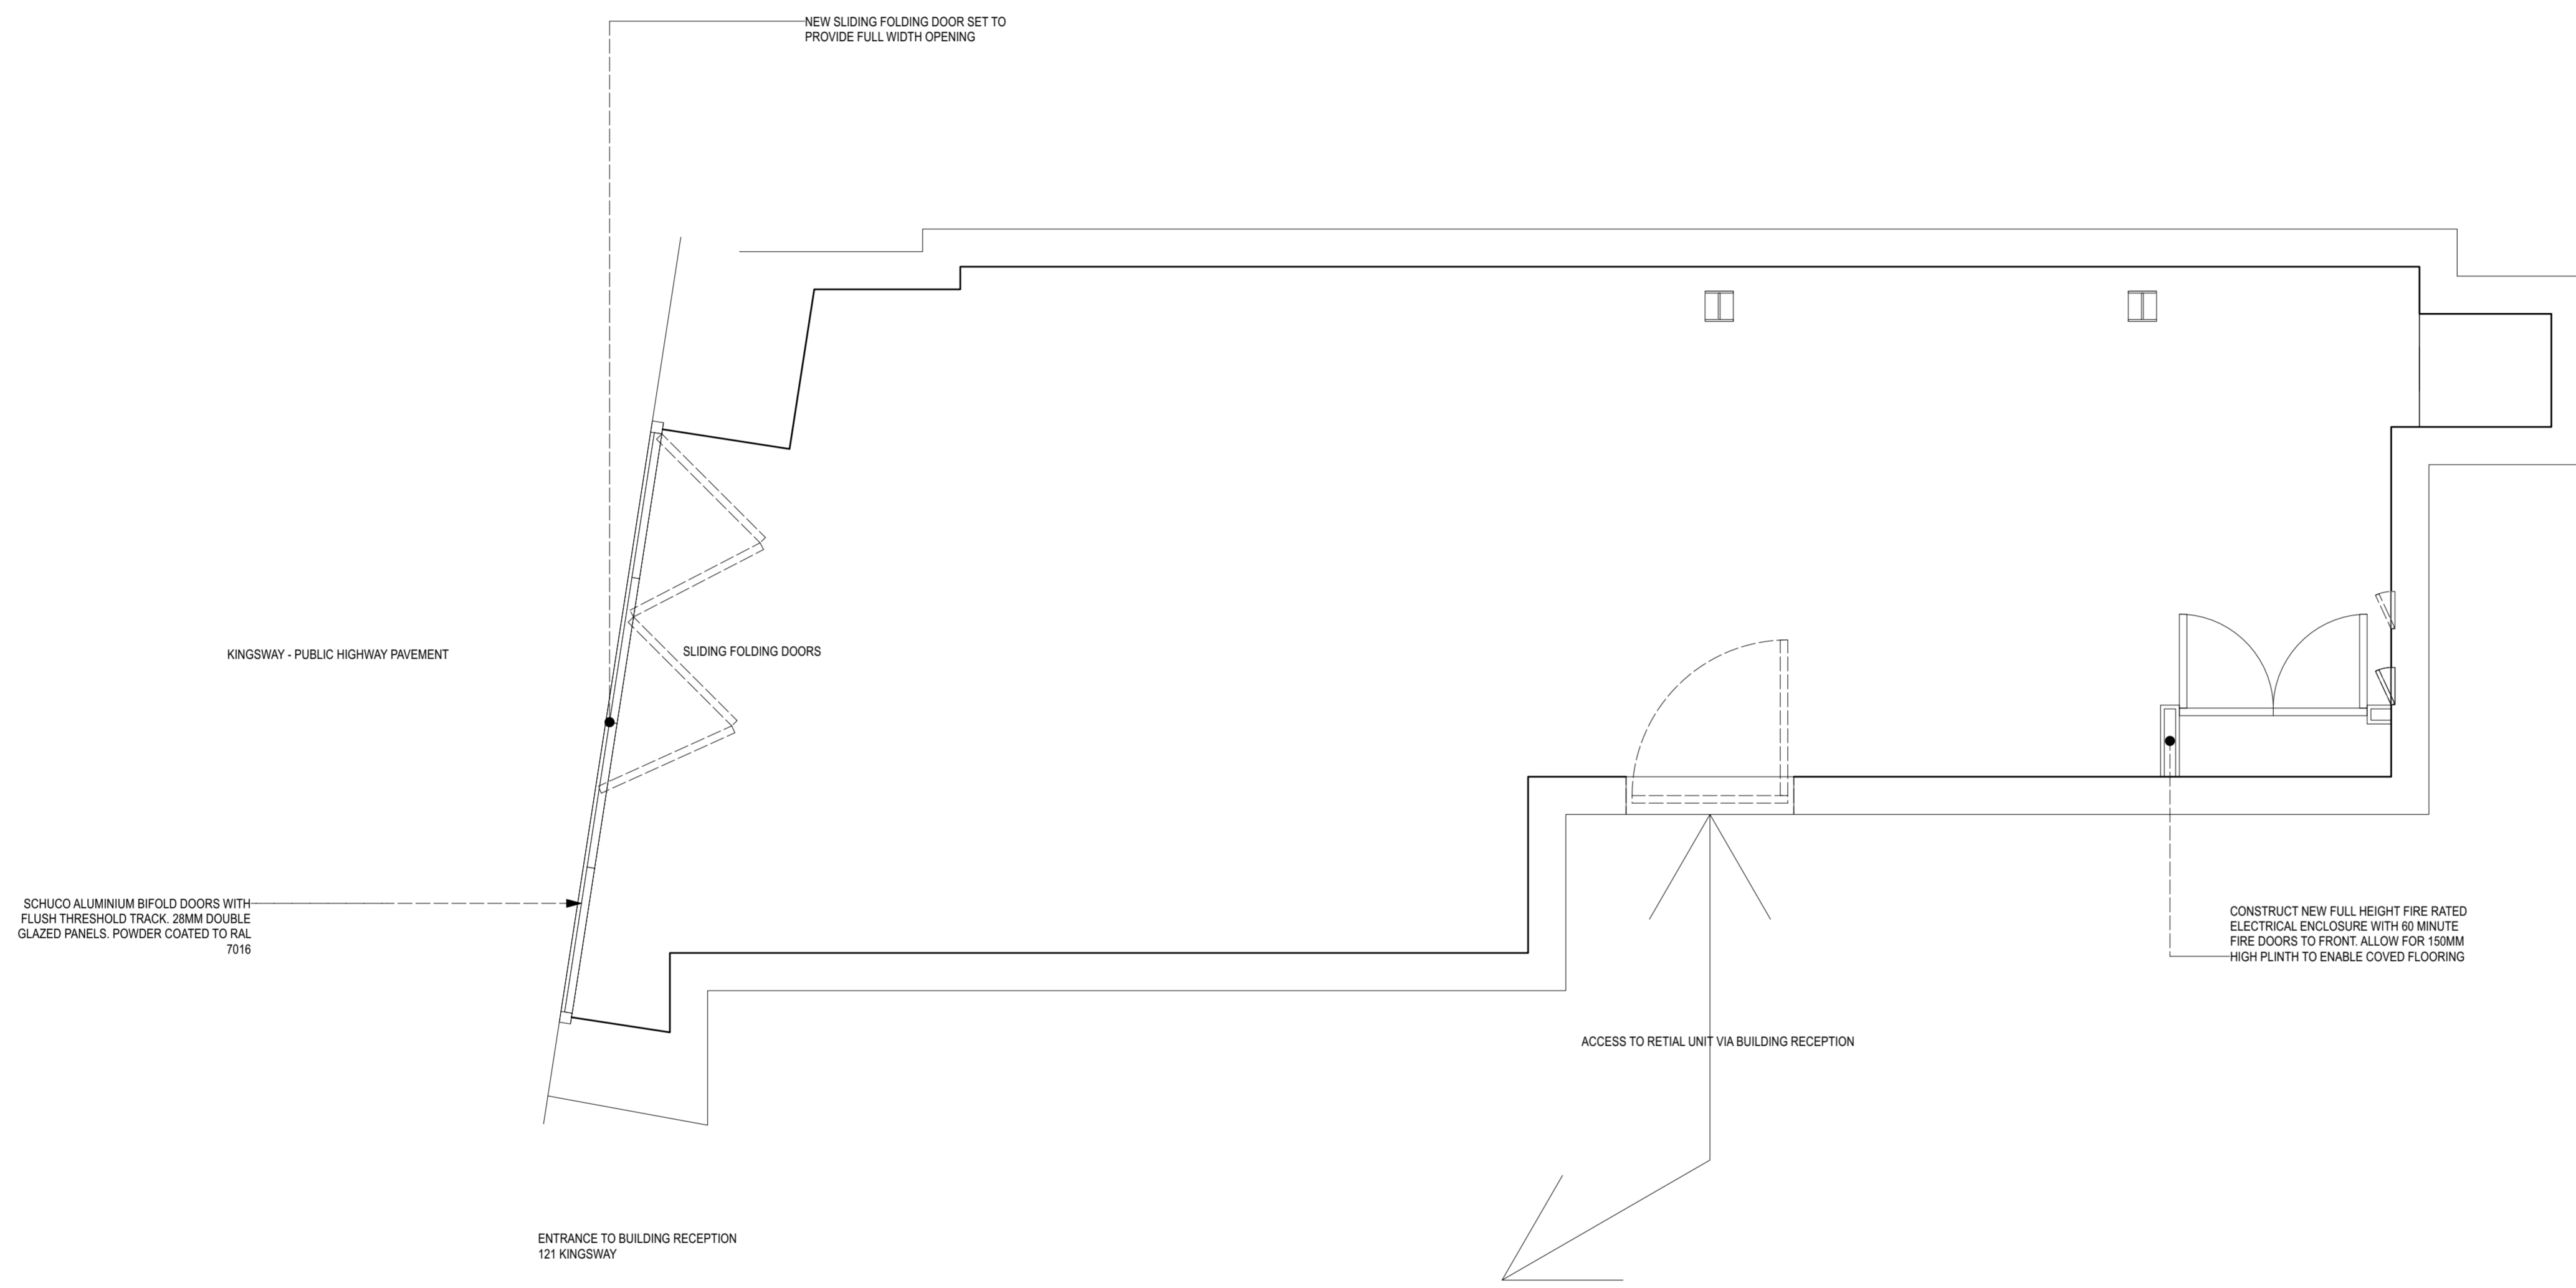 NEW SLIDING FOLDING DOOR SET TO
PROVIDE FULL WIDTH OPENING
KINGSWAY - PUBLIC HIGHWAY PAVEMENT
SLIDING FOLDING DOORS
SCHUCO ALUMINIUM BIFOLD DOORS WITH
FLUSH THRESHOLD TRACK. 28MM DOUBLE
GLAZED PANELS. POWDER COATED TO RAL
7016
CONSTRUCT NEW FULL HEIGHT FIRE RATED
ELECTRICAL ENCLOSURE WITH 60 MINUTE
FIRE DOORS TO FRONT. ALLOW FOR 150MM
HIGH PLINTH TO ENABLE COVED FLOORING
ACCESS TO RETIAL UNIT VIA BUILDING RECEPTION
ENTRANCE TO BUILDING RECEPTION
121 KINGSWAY